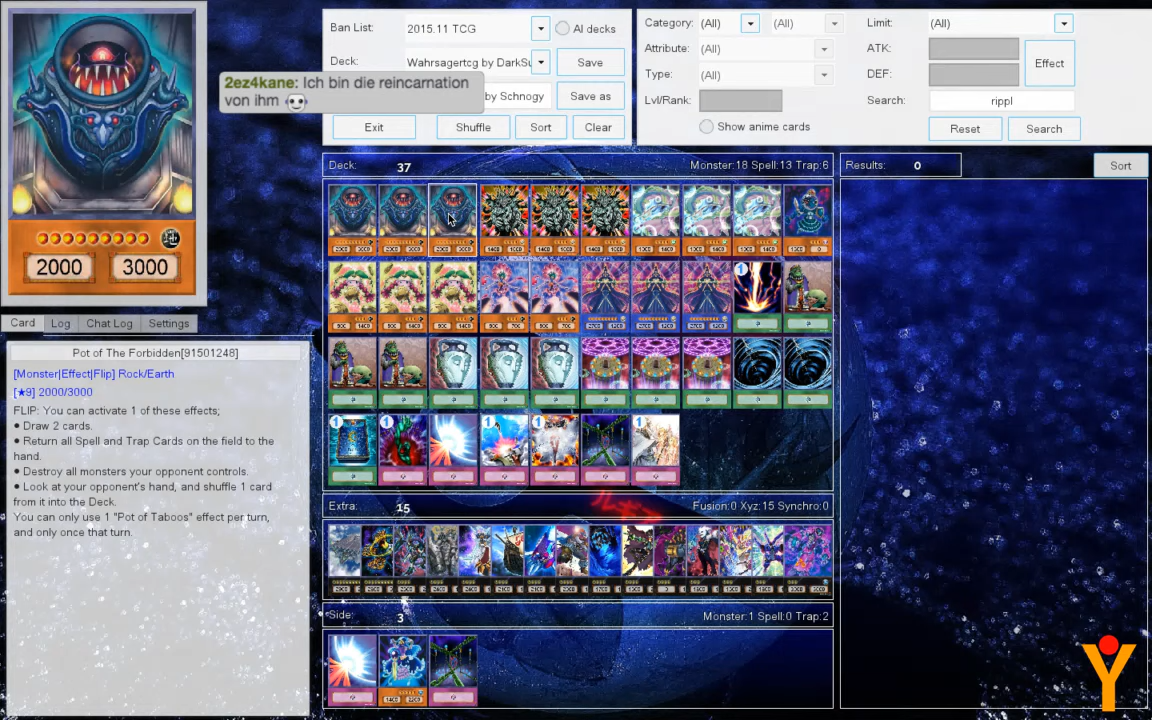 2000
3000
Card
Log
Chat Log
Settings
Pot of The Forbidden[91501248]
[Monster|Effect|Flip] Rock/Earth
[★9] 2000/3000
FLIP: You can activate 1 of these effects;
● Draw 2 cards.
● Return all Spell and Trap Cards on the field to the
hand.
● Destroy all monsters your opponent controls.
● Look at your opponent's hand, and shuffle 1 card
from it into the Deck.
You can only use 1 "Pot of Taboos" effect per turn,
and only once that turn.
2ez4kane: Ich bin die reincarnation
von ihm
Ban List:
2015.11 TCG
AI decks
Deck:
Wahrsagertcg by DarkSu
Save
by Schnogy
Save as
Exit
Shuffle
Sort
Clear
Category:
(All)
(All)
Limit:
(All)
Attribute:
(All)
ATK:
Type:
(All)
DEF:
Effect
Lvl/Rank:
Search:
rippl
Show anime cards
Reset
Search
Deck:
37
Monster:18 Spell:13 Trap:6
Results:
0
Sort
Extra:
15
Fusion:0 Xyz:15 Synchro:0
Side:
3
Monster:1 Spell:0 Trap:2